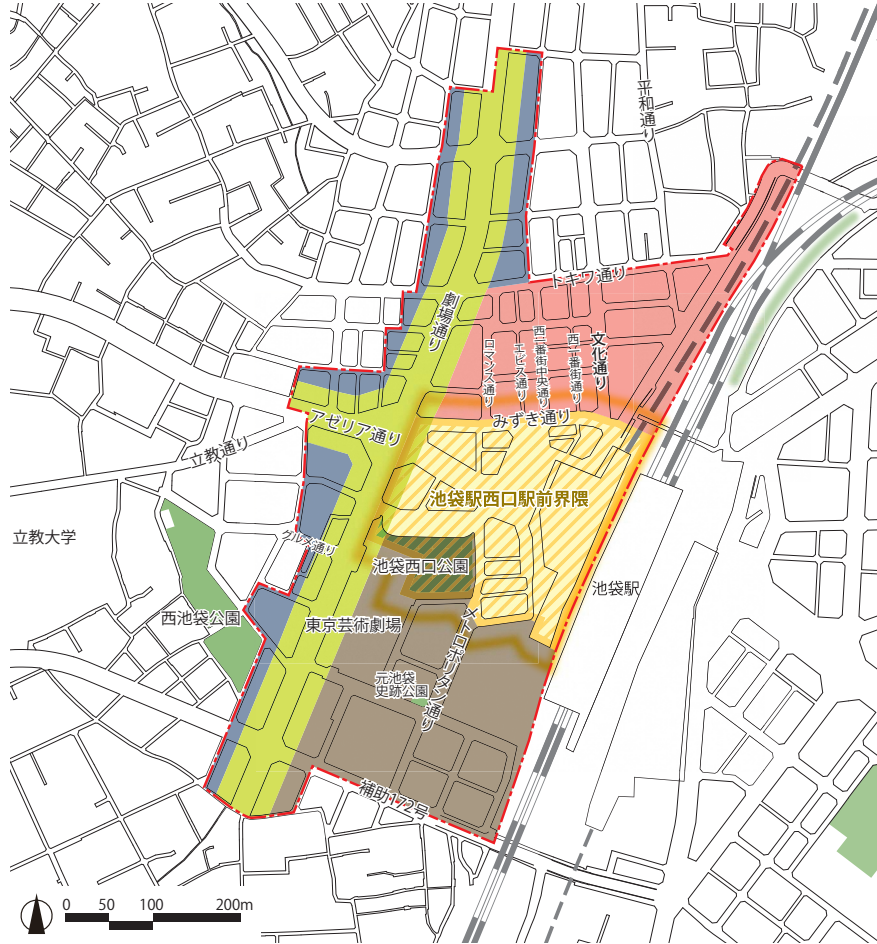 平和通り
トキワ通り
劇場通り
ロマンス通り
エビス通り
西一番街中央通り
西一番街通り
文化通り
みずき通り
アゼリア通り
立教通り
池袋駅西口駅前界隈
立教大学
グルメ通り
池袋西口公園
池袋駅
西池袋公園
東京芸術劇場
メトロポリタン通り
元池袋
史跡公園
補助172号
0 50 100 200m